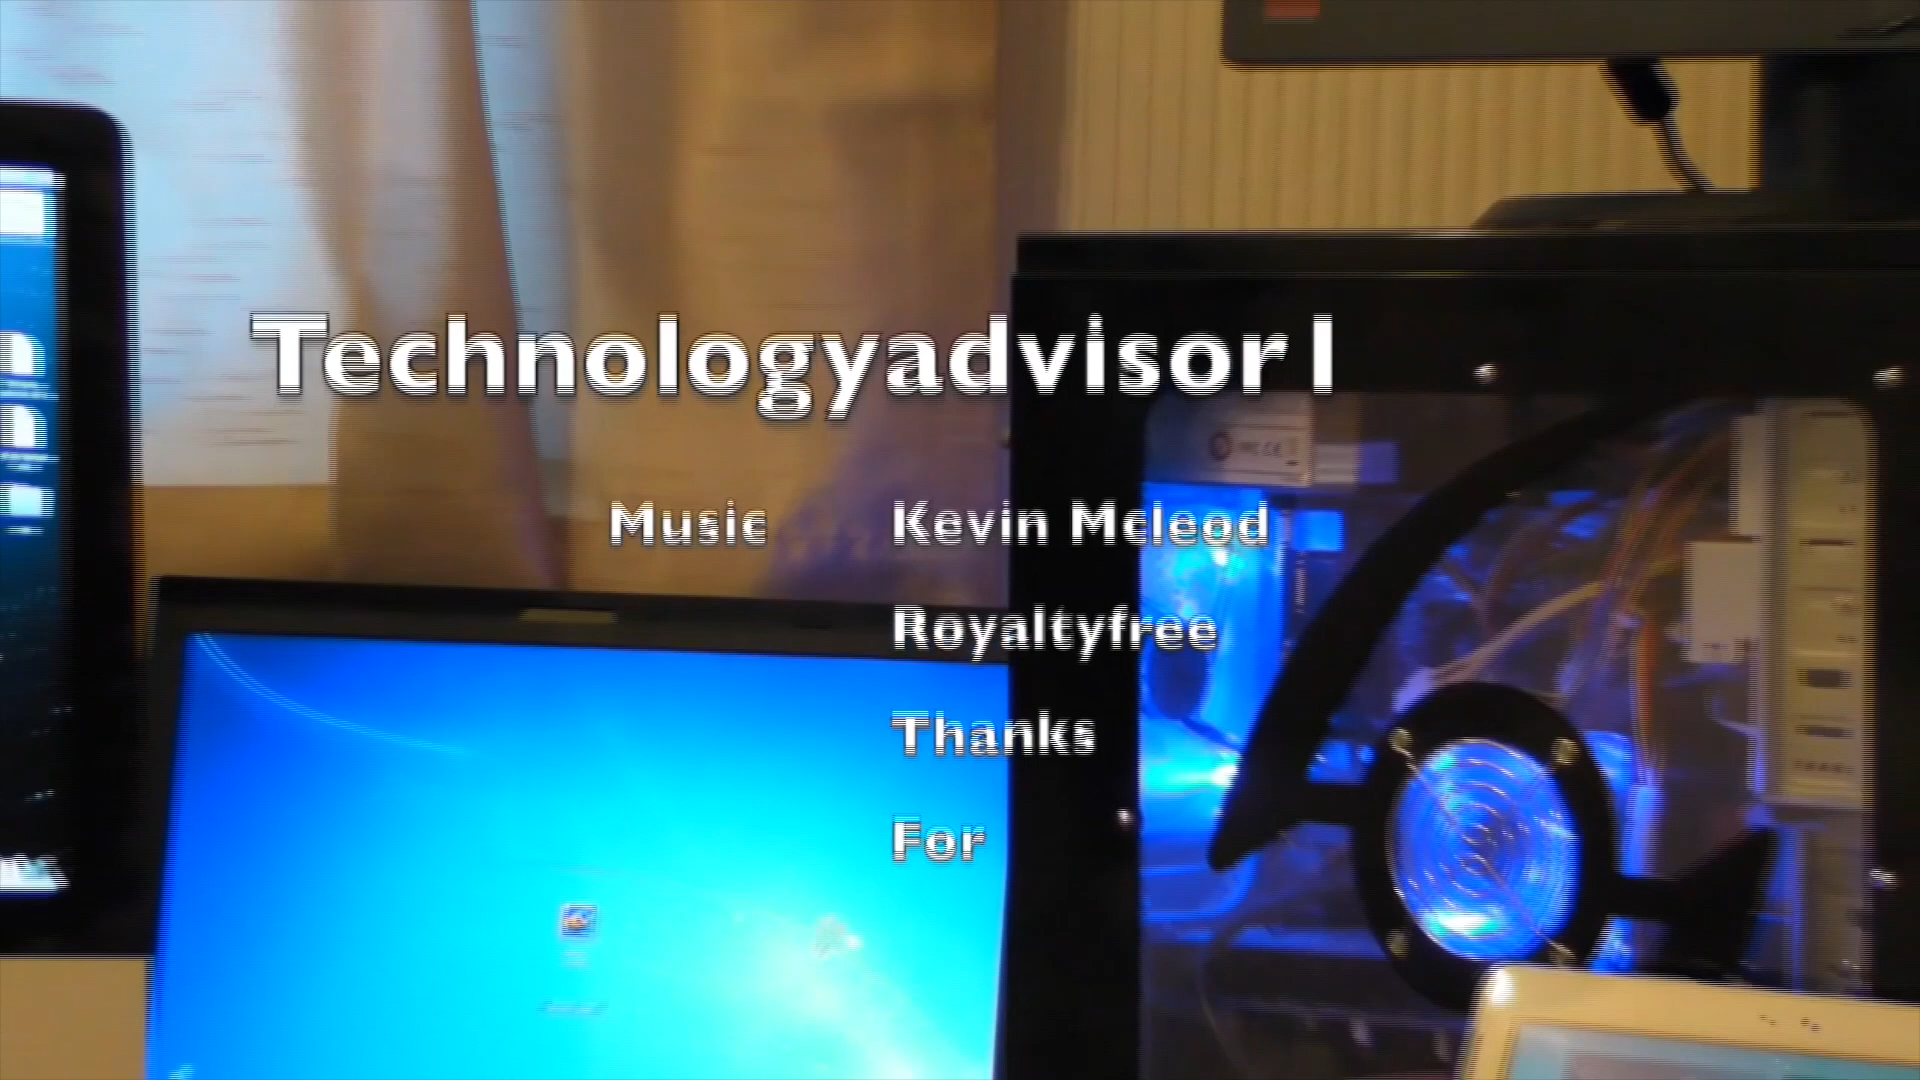 Technologyadvisor1
Music Kevin Mcleod
Royaltyfree
Thanks
For